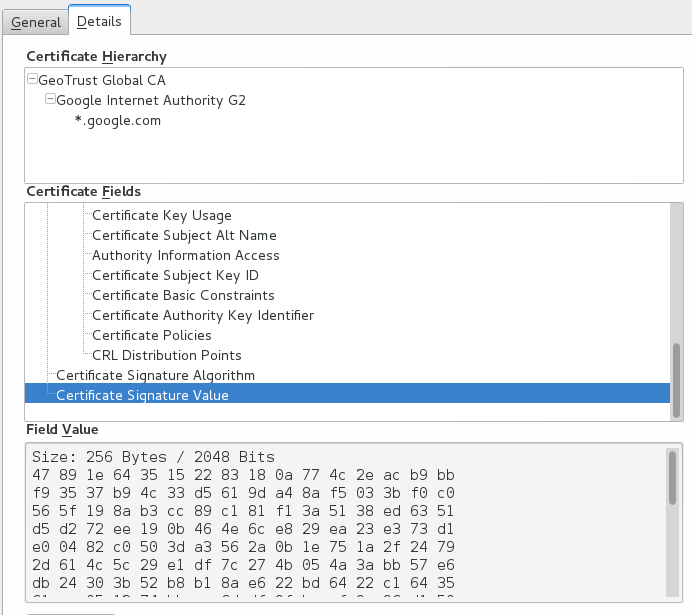 General Details
Certificate Hierarchy
GeoTrust Global CA
Google Internet Authority G2
*.google.com
Certificate Fields
Certificate Key Usage
Certificate Subject Alt Name
Authority Information Access
Certificate Subject Key ID
Certificate Basic Constraints
Certificate Authority Key Identifier
Certificate Policies
CRL Distribution Points
Certificate Signature Algorithm
Certificate Signature Value
Field Value
Size: 256 Bytes / 2048 Bits
47 89 1e 64 35 15 22 83 18 0a 77 4c 2e ac b9 bb
f9 35 37 b9 4c 33 d5 61 9d a4 8a f5 03 3b f0 c0
56 5f 19 8a b3 cc 89 c1 81 f1 3a 51 38 ed 63 51
d5 d2 72 ee 19 0b 46 4e 6c e8 29 ea 23 e3 73 d1
e0 04 82 c0 50 3d a3 56 2a 0b 1e 75 1a 2f 24 79
2d 61 4c 5c 29 e1 df 7c 27 4b 05 4a 3a bb 57 e6
db 24 30 3b 52 b8 b1 8a e6 22 bd 64 22 c1 64 35